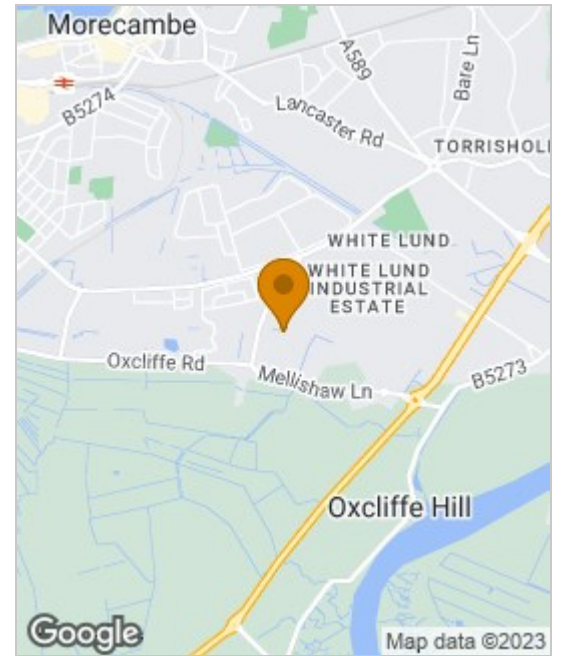 Morecambe
A589
Bare Ln
B5274
Lancaster Rd
TORRISHOL
WHITE LUND
WHITE LUND
INDUSTRIAL
ESTATE
Oxcliffe Rd
Mellishaw Ln
B5273
Oxcliffe Hill
Google
Map data ©2023